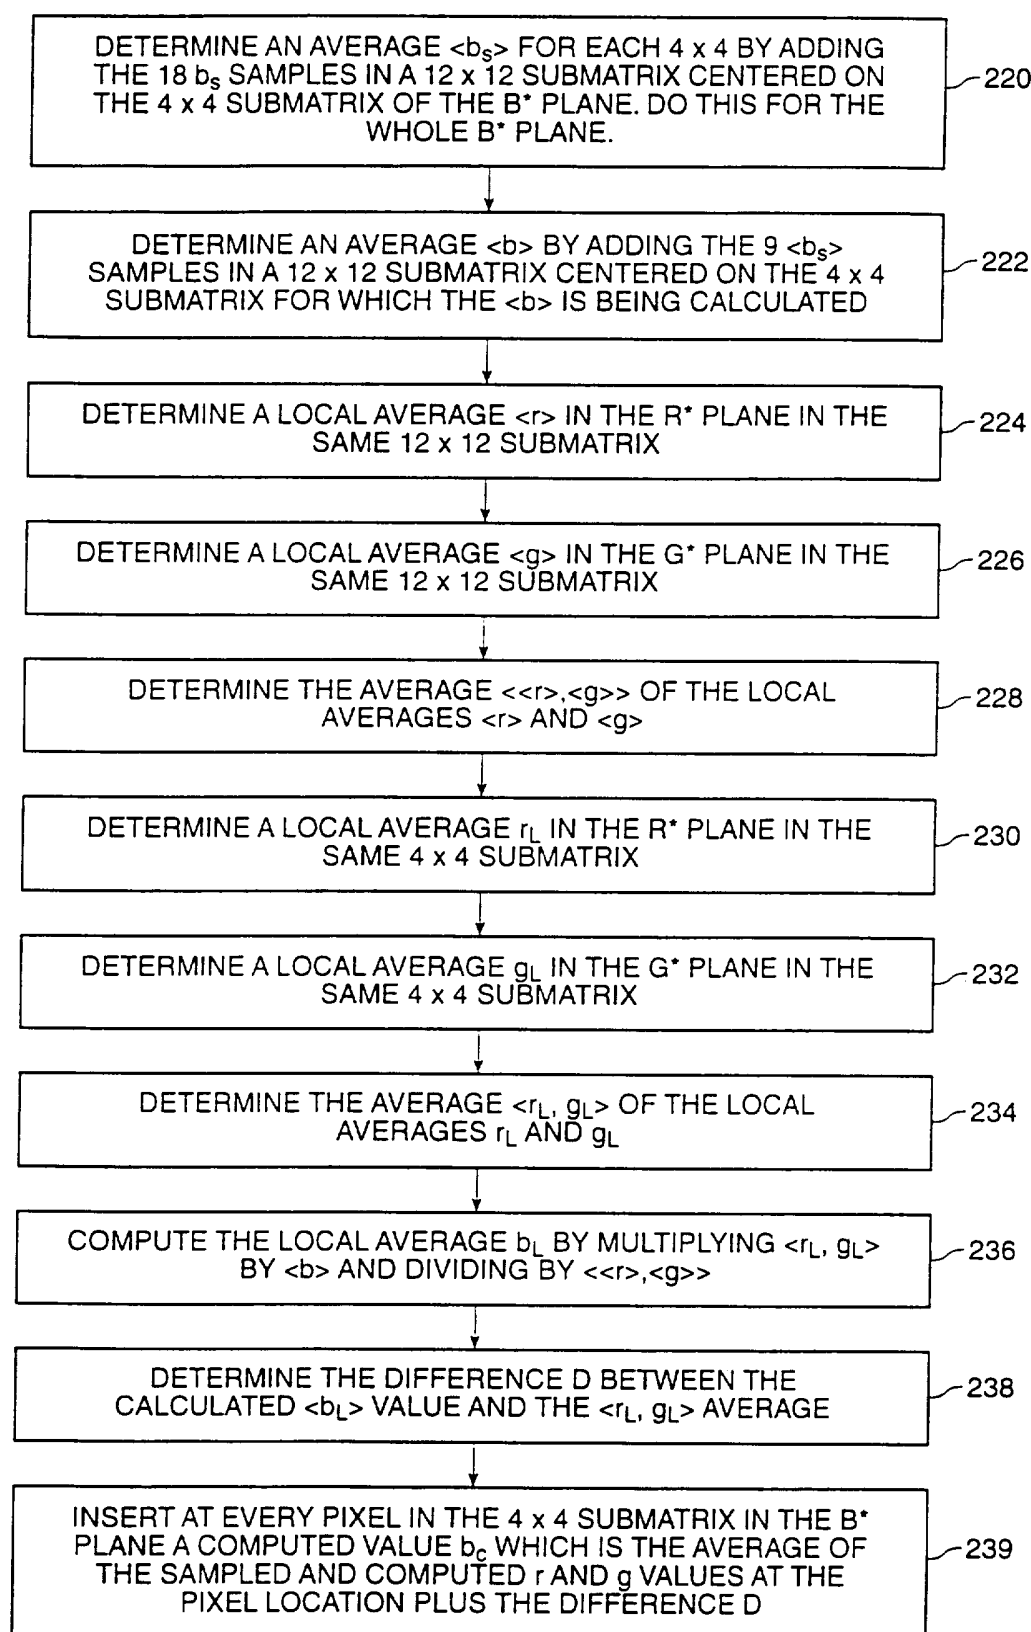 DETERMINE AN AVERAGE <bs> FOR EACH 4 x 4 BY ADDING
THE 18 bs SAMPLES IN A 12 x 12 SUBMATRIX CENTERED ON
THE 4 x 4 SUBMATRIX OF THE B* PLANE. DO THIS FOR THE
WHOLE B* PLANE.
220
DETERMINE AN AVERAGE <b> BY ADDING THE 9 <bs>
SAMPLES IN A 12 x 12 SUBMATRIX CENTERED ON THE 4 x 4
SUBMATRIX FOR WHICH THE <b> IS BEING CALCULATED
222
DETERMINE A LOCAL AVERAGE <r> IN THE R* PLANE IN THE
SAME 12 x 12 SUBMATRIX
224
DETERMINE A LOCAL AVERAGE <g> IN THE G* PLANE IN THE
SAME 12 x 12 SUBMATRIX
226
DETERMINE THE AVERAGE <<r>,<g>> OF THE LOCAL
AVERAGES <r> AND <g>
228
DETERMINE A LOCAL AVERAGE rL IN THE R* PLANE IN THE
SAME 4 x 4 SUBMATRIX
230
DETERMINE A LOCAL AVERAGE gL IN THE G* PLANE IN THE
SAME 4 x 4 SUBMATRIX
232
DETERMINE THE AVERAGE <rL, gL> OF THE LOCAL
AVERAGES rL AND gL
234
COMPUTE THE LOCAL AVERAGE bL BY MULTIPLYING <rL, gL>
BY <b> AND DIVIDING BY <<r>,<g>>
236
DETERMINE THE DIFFERENCE D BETWEEN THE
CALCULATED <bL> VALUE AND THE <rL, gL> AVERAGE
238
INSERT AT EVERY PIXEL IN THE 4 x 4 SUBMATRIX IN THE B*
PLANE A COMPUTED VALUE bc WHICH IS THE AVERAGE OF
THE SAMPLED AND COMPUTED r AND g VALUES AT THE
PIXEL LOCATION PLUS THE DIFFERENCE D
239